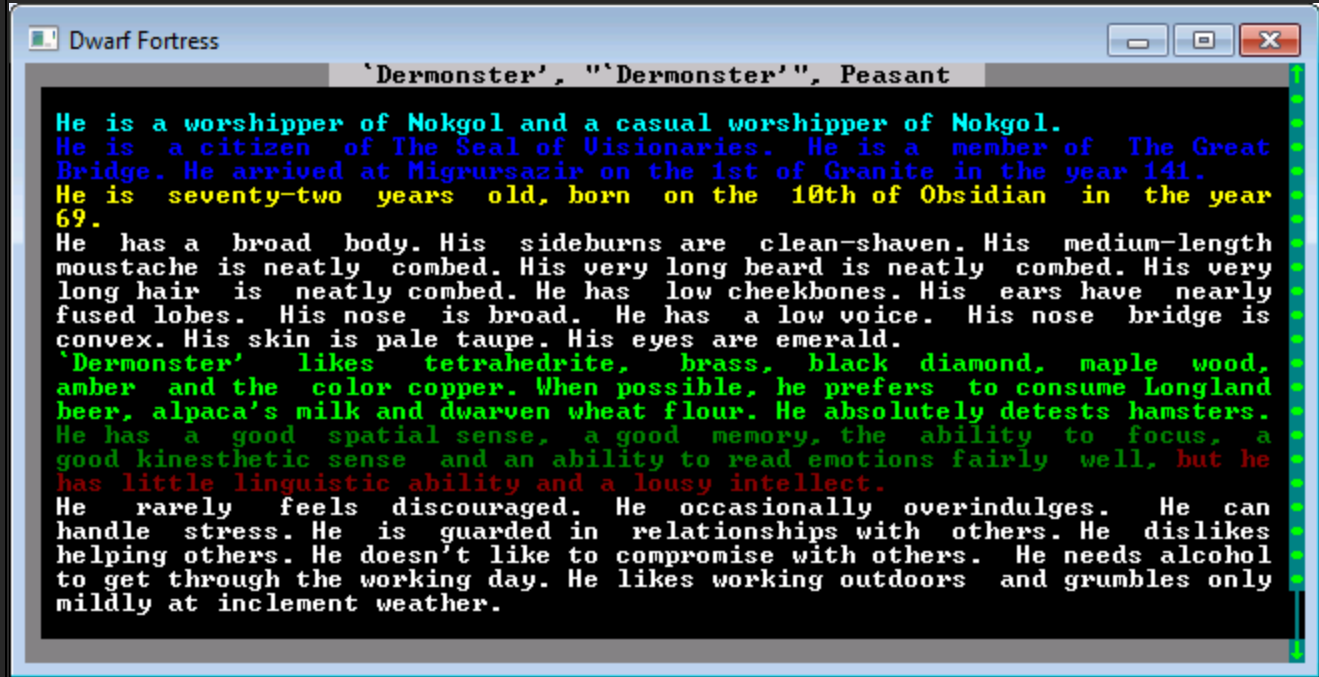 Dwarf Fortress
`Dermonster', "`Dermonster'", Peasant
He is a worshipper of Nokgol and a casual worshipper of Nokgol.
He is a citizen of The Seal of Visionaries. He is a member of The Great
Bridge. He arrived at Migrursazir on the 1st of Granite in the year 141.
He is seventy-two years old, born on the 10th of Obsidian in the year
69.
He has a broad body. His sideburns are clean-shaven. His medium-length
moustache is neatly combed. His very long beard is neatly combed. His very
long hair is neatly combed. He has low cheekbones. His ears have nearly
fused lobes. His nose is broad. He has a low voice. His nose bridge is
convex. His skin is pale taupe. His eyes are emerald.
`Dermonster' likes tetrahedrite, brass, black diamond, maple wood,
amber and the color copper. When possible, he prefers to consume Longland
beer, alpaca's milk and dwarven wheat flour. He absolutely detests hamsters.
He has a good spatial sense, a good memory, the ability to focus, a
good kinesthetic sense and an ability to read emotions fairly well, but he
has little linguistic ability and a lousy intellect.
He rarely feels discouraged. He occasionally overindulges. He can
handle stress. He is guarded in relationships with others. He dislikes
helping others. He doesn't like to compromise with others. He needs alcohol
to get through the working day. He likes working outdoors and grumbles only
mildly at inclement weather.